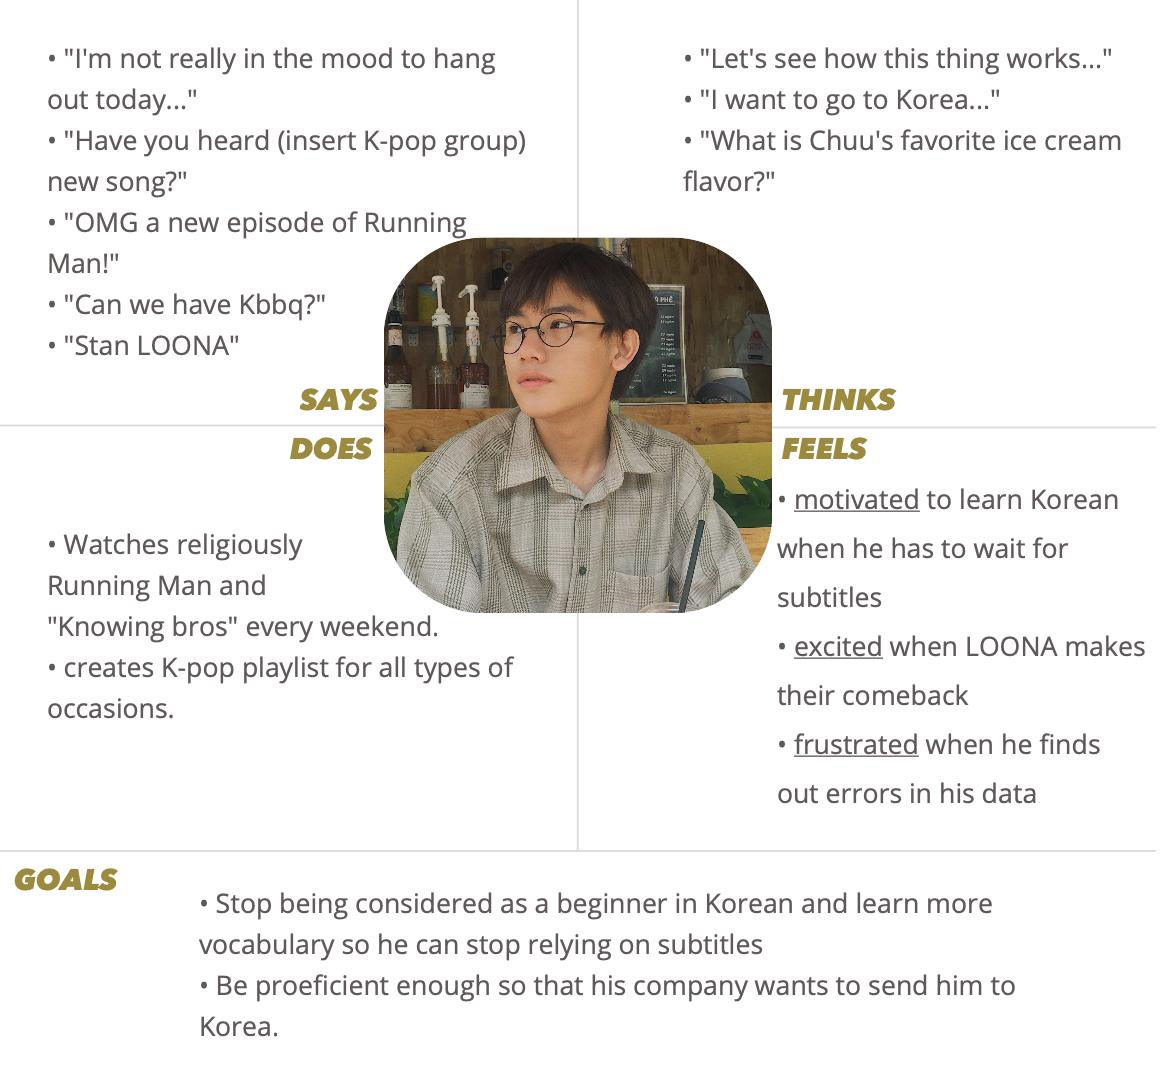 • "I'm not really in the mood to hang
out today..."
• "Have you heard (insert K-pop group)
new song?"
• "OMG a new episode of Running
Man!"
• "Can we have Kbbq?"
• "Stan LOONA"
SAYS
• "Let's see how this thing works..."
• "I want to go to Korea..."
• "What is Chuu's favorite ice cream
flavor?"
THINKS
DOES
• Watches religiously
Running Man and
"Knowing bros" every weekend.
• creates K-pop playlist for all types of
occasions.
FEELS
• motivated to learn Korean
when he has to wait for
subtitles
• excited when LOONA makes
their comeback
• frustrated when he finds
out errors in his data
GOALS
• Stop being considered as a beginner in Korean and learn more
vocabulary so he can stop relying on subtitles
• Be proeficient enough so that his company wants to send him to
Korea.